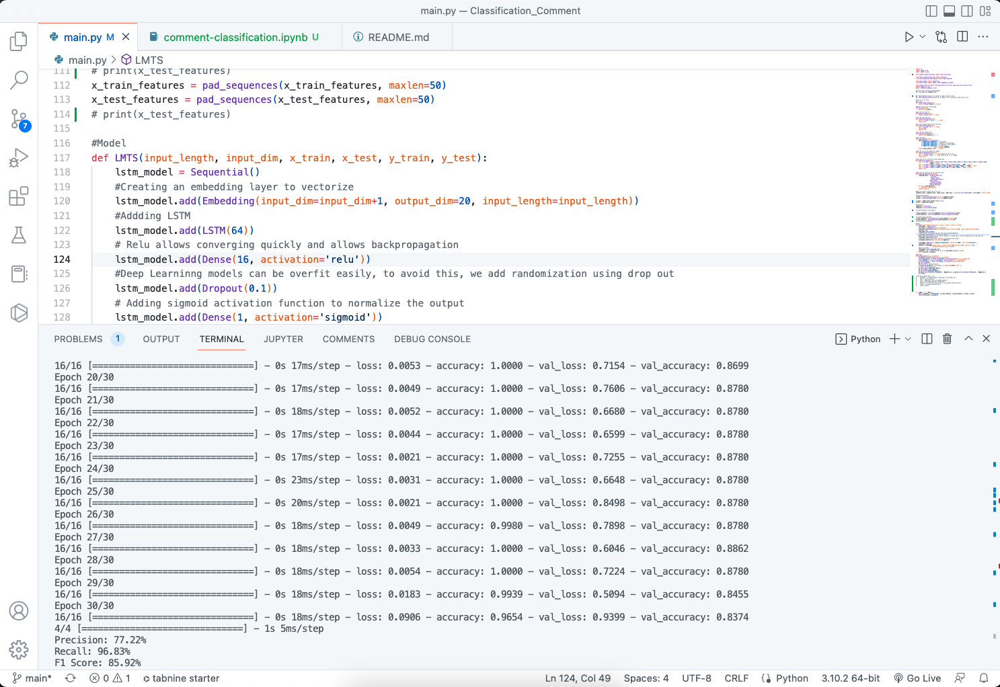 main.py — Classification_Comment
main.py M
comment-classification.ipynb U
README.md
main.py > LMTS
111 # print(x_test_features)
112 x_train_features = pad_sequences(x_train_features, maxlen=50)
113 x_test_features = pad_sequences(x_test_features, maxlen=50)
114 # print(x_test_features)
115
116 #Model
117 def LMTS(input_length, input_dim, x_train, x_test, y_train, y_test):
118 lstm_model = Sequential()
119 #Creating an embedding layer to vectorize
120 lstm_model.add(Embedding(input_dim=input_dim+1, output_dim=20, input_length=input_length))
121 #Addding LSTM
122 lstm_model.add(LSTM(64))
123 # Relu allows converging quickly and allows backpropagation
124 lstm_model.add(Dense(16, activation='relu'))
125 #Deep Learninng models can be overfit easily, to avoid this, we add randomization using drop out
126 lstm_model.add(Dropout(0.1))
127 # Adding sigmoid activation function to normalize the output
128 lstm_model.add(Dense(1, activation='sigmoid'))
7
PROBLEMS 1 OUTPUT TERMINAL JUPYTER COMMENTS DEBUG CONSOLE Python
16/16 [==============================] - 0s 17ms/step - loss: 0.0053 - accuracy: 1.0000 - val_loss: 0.7154 - val_accuracy: 0.8699
Epoch 20/30
16/16 [==============================] - 0s 17ms/step - loss: 0.0049 - accuracy: 1.0000 - val_loss: 0.7606 - val_accuracy: 0.8780
Epoch 21/30
16/16 [==============================] - 0s 18ms/step - loss: 0.0052 - accuracy: 1.0000 - val_loss: 0.6680 - val_accuracy: 0.8780
Epoch 22/30
16/16 [==============================] - 0s 17ms/step - loss: 0.0044 - accuracy: 1.0000 - val_loss: 0.6599 - val_accuracy: 0.8780
Epoch 23/30
16/16 [==============================] - 0s 17ms/step - loss: 0.0021 - accuracy: 1.0000 - val_loss: 0.7255 - val_accuracy: 0.8780
Epoch 24/30
16/16 [==============================] - 0s 23ms/step - loss: 0.0031 - accuracy: 1.0000 - val_loss: 0.6648 - val_accuracy: 0.8780
Epoch 25/30
16/16 [==============================] - 0s 20ms/step - loss: 0.0021 - accuracy: 1.0000 - val_loss: 0.8498 - val_accuracy: 0.8780
Epoch 26/30
16/16 [==============================] - 0s 18ms/step - loss: 0.0049 - accuracy: 0.9980 - val_loss: 0.7898 - val_accuracy: 0.8780
Epoch 27/30
16/16 [==============================] - 0s 18ms/step - loss: 0.0033 - accuracy: 1.0000 - val_loss: 0.6046 - val_accuracy: 0.8862
Epoch 28/30
16/16 [==============================] - 0s 18ms/step - loss: 0.0054 - accuracy: 1.0000 - val_loss: 0.7224 - val_accuracy: 0.8780
Epoch 29/30
16/16 [==============================] - 0s 18ms/step - loss: 0.0183 - accuracy: 0.9939 - val_loss: 0.5094 - val_accuracy: 0.8455
Epoch 30/30
16/16 [==============================] - 0s 18ms/step - loss: 0.0906 - accuracy: 0.9654 - val_loss: 0.9399 - val_accuracy: 0.8374
4/4 [==============================] - 1s 5ms/step
Precision: 77.22%
Recall: 96.83%
F1 Score: 85.92%
main* 0 1 tabnine starter Ln 124, Col 49 Spaces: 4 UTF-8 CRLF Python 3.10.2 64-bit Go Live